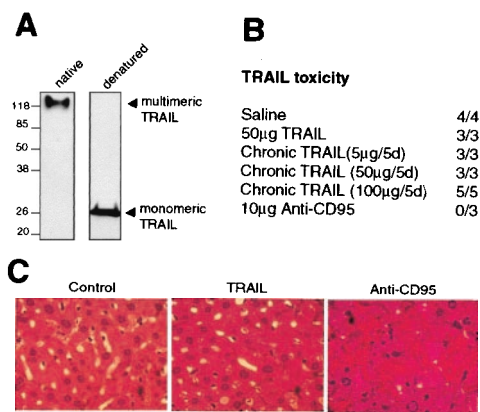 A
native
denatured
118
85
50
38
26
20
multimeric
TRAIL
monomeric
TRAIL
B
TRAIL toxicity
Saline 4/4
50µg TRAIL 3/3
Chronic TRAIL(5µg/5d) 3/3
Chronic TRAIL (50µg/5d) 3/3
Chronic TRAIL (100µg/5d) 5/5
10µg Anti-CD95 0/3
C
Control
TRAIL
Anti-CD95